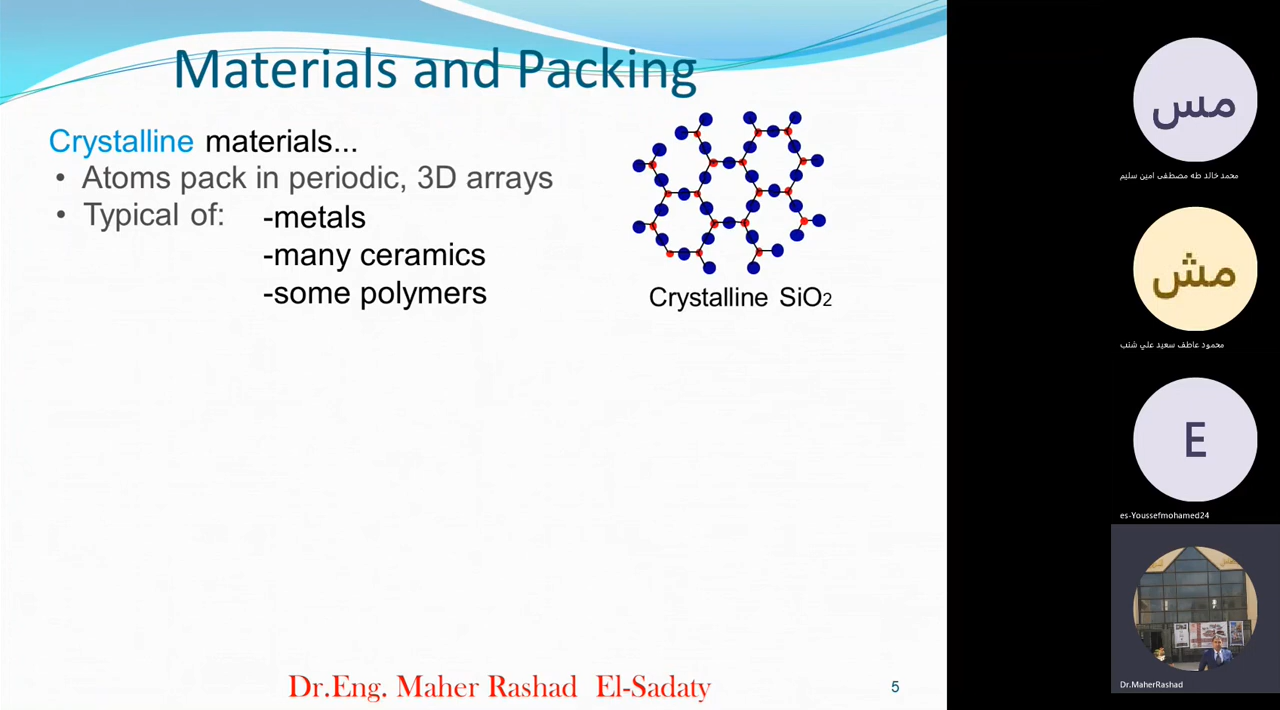 Materials and Packing
Crystalline materials...
• Atoms pack in periodic, 3D arrays
• Typical of: -metals
-many ceramics
-some polymers
Crystalline SiO2
Dr.Eng. Maher Rashad El-Sadaty
5
مس
محمد خالد طه مصطفى امين سليم
مش
محمود عاطف سعيد علي شنب
E
es-Youssefmohamed24
Dr.MaherRashad